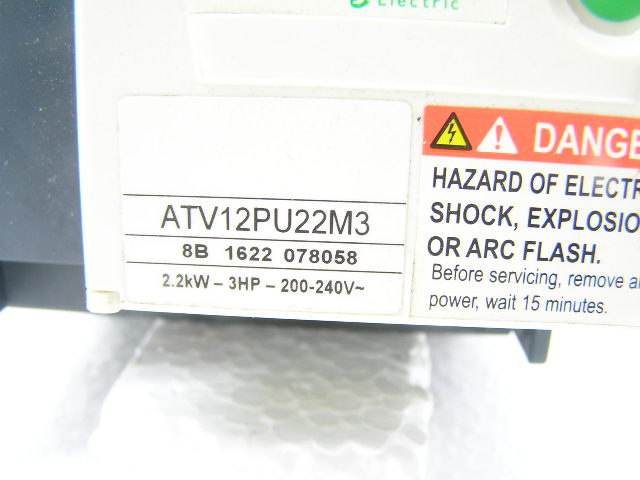 Electric
ATV12PU22M3
8B 1622 078058
2.2kW – 3HP – 200-240V~
DANGE
HAZARD OF ELECTR
SHOCK, EXPLOSIO
OR ARC FLASH.
Before servicing, remove a
power, wait 15 minutes.